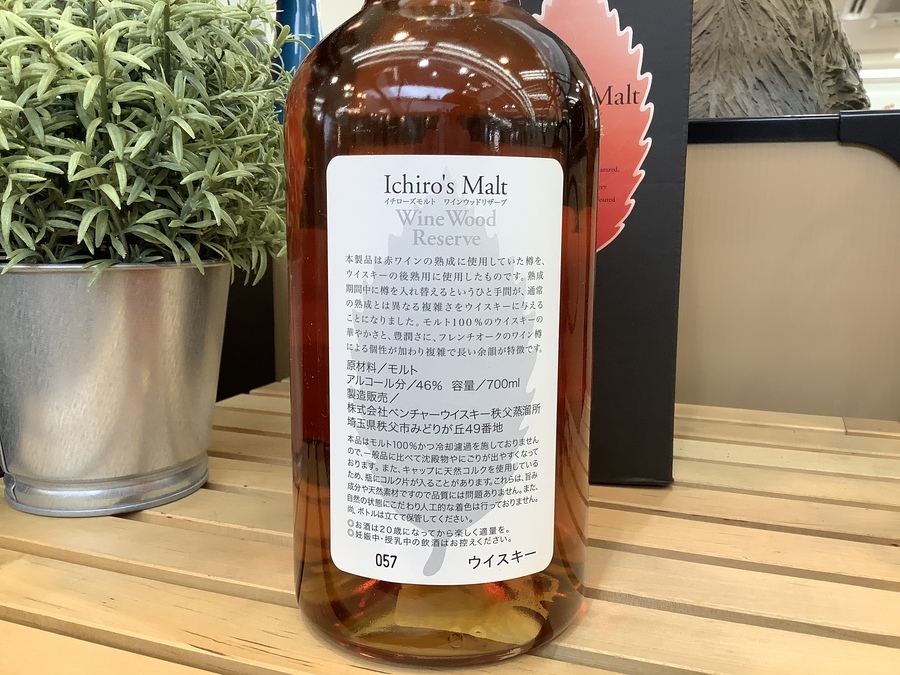 Ichiro's Malt
イチローズモルト ワインウッドリザーブ
Wine Wood
Reserve
本製品は赤ワインの熟成に使用していた樽を、
ウイスキーの後熟用に使用したものです。熟成
期間中に樽を入れ替えるというひと手間が、通常
の熟成とは異なる複雑さをウイスキーに与える
ことになりました。モルト100%のウイスキーの
華やかさと、豊潤さに、フレンチオークのワイン樽
による個性が加わり複雑で長い余韻が特徴です。
原材料／モルト
アルコール分／46% 容量／700ml
製造販売／
株式会社ベンチャーウイスキー秩父蒸溜所
埼玉県秩父市みどりが丘49番地
本品はモルト100%かつ冷却濾過を施しておりません
ので、一般品に比べて沈殿物やにごりが出やすくなって
おります。また、キャップに天然コルクを使用している
ため、瓶にコルク片が入ることがあります。これらは、旨み
成分や天然素材ですので品質には問題ありません。また、
自然の状態にこだわり人工的な着色は行っておりません。
尚、ボトルは立てて保管してください。
◎お酒は20歳になってから楽しく適量を。
◎妊娠中・授乳中の飲酒はお控えください。
057 ウイスキー
Malt